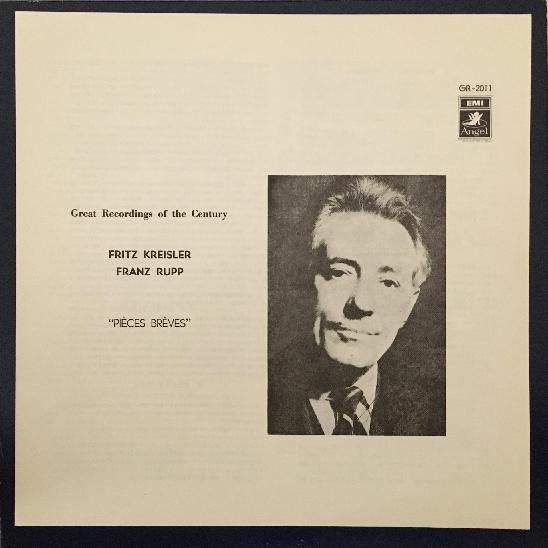 GR-2011
EMI
Angel
Great Recordings of the Century
FRITZ KREISLER
FRANZ RUPP
“PIÈCES BRÈVES”